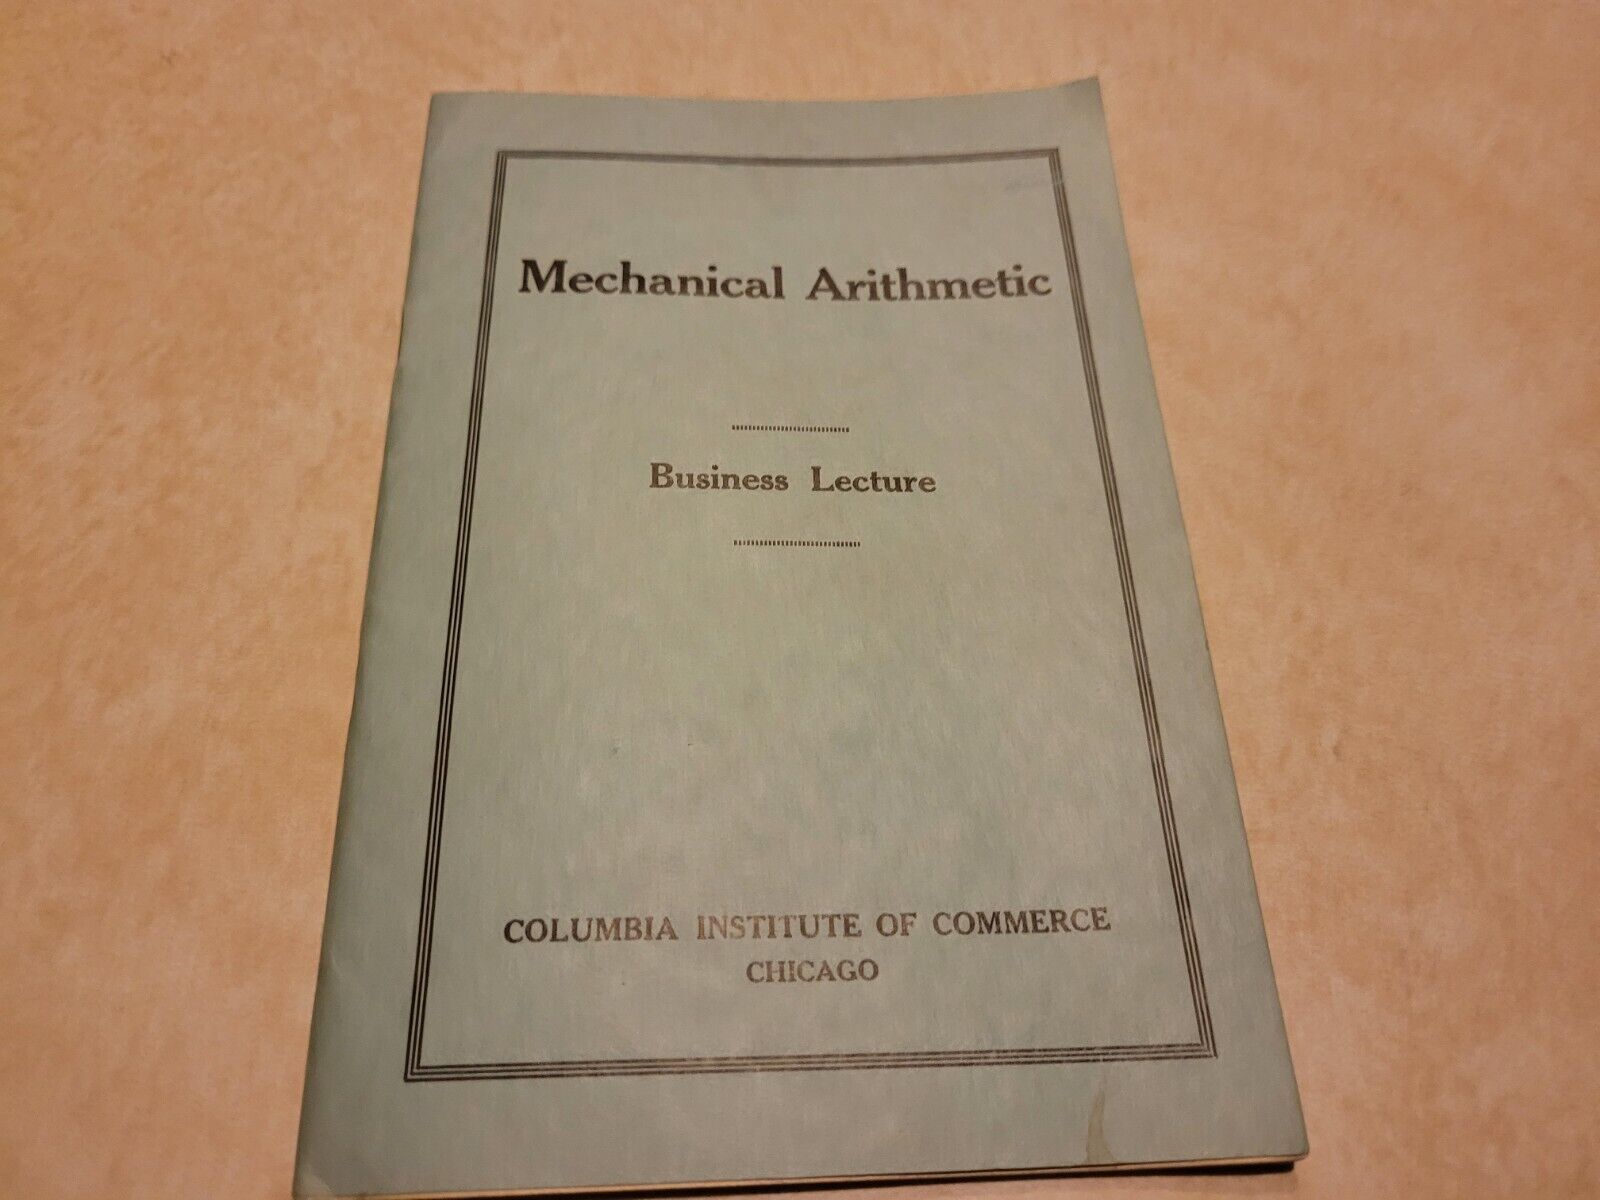 Mechanical Arithmetic
Business Lecture
COLUMBIA INSTITUTE OF COMMERCE
CHICAGO